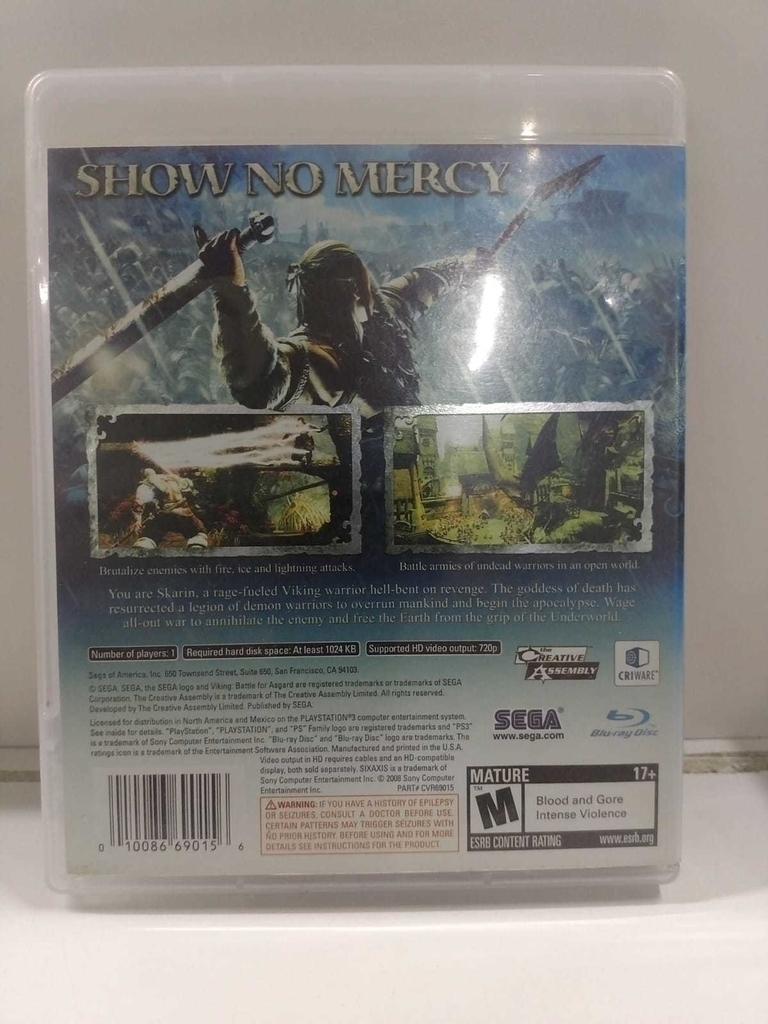 SHOW NO MERCY
Brutalize enemies with fire, ice and lightning attacks.
Battle armies of undead warriors in an open world.
You are Skarin, a rage-fueled Viking warrior hell-bent on revenge. The goddess of death has
resurrected a legion of demon warriors to overrun mankind and begin the apocalypse. Wage
all-out war to annihilate the enemy and free the Earth from the grip of the Underworld.
Number of players: 1 Required hard disk space: At least 1024 KB Supported HD video output: 720p
the CREATIVE ASSEMBLY
CRIWARE
Sega of America, Inc. 650 Townsend Street, Suite 650, San Francisco, CA 94103.
© SEGA. SEGA, the SEGA logo and Viking: Battle for Asgard are registered trademarks or trademarks of SEGA
Corporation. The Creative Assembly is a trademark of The Creative Assembly Limited. All rights reserved.
Developed by The Creative Assembly Limited. Published by SEGA.
Licensed for distribution in North America and Mexico on the PLAYSTATION®3 computer entertainment system.
See inside for details. "PlayStation", "PLAYSTATION", and "PS" Family logo are registered trademarks and "PS3"
is a trademark of Sony Computer Entertainment Inc. "Blu-ray Disc" and "Blu-ray Disc" logo are trademarks. The
ratings icon is a trademark of the Entertainment Software Association. Manufactured and printed in the U.S.A.
Video output in HD requires cables and an HD-compatible
display, both sold separately. SIXAXIS is a trademark of
Sony Computer Entertainment Inc. © 2008 Sony Computer
Entertainment Inc. PART# CVR69015
SEGA®
www.sega.com
Blu-ray Disc
0 10086 69015 6
WARNING: IF YOU HAVE A HISTORY OF EPILEPSY
OR SEIZURES, CONSULT A DOCTOR BEFORE USE.
CERTAIN PATTERNS MAY TRIGGER SEIZURES WITH
NO PRIOR HISTORY. BEFORE USING AND FOR MORE
DETAILS SEE INSTRUCTIONS FOR THE PRODUCT.
MATURE 17+
M™
Blood and Gore
Intense Violence
ESRB CONTENT RATING www.esrb.org